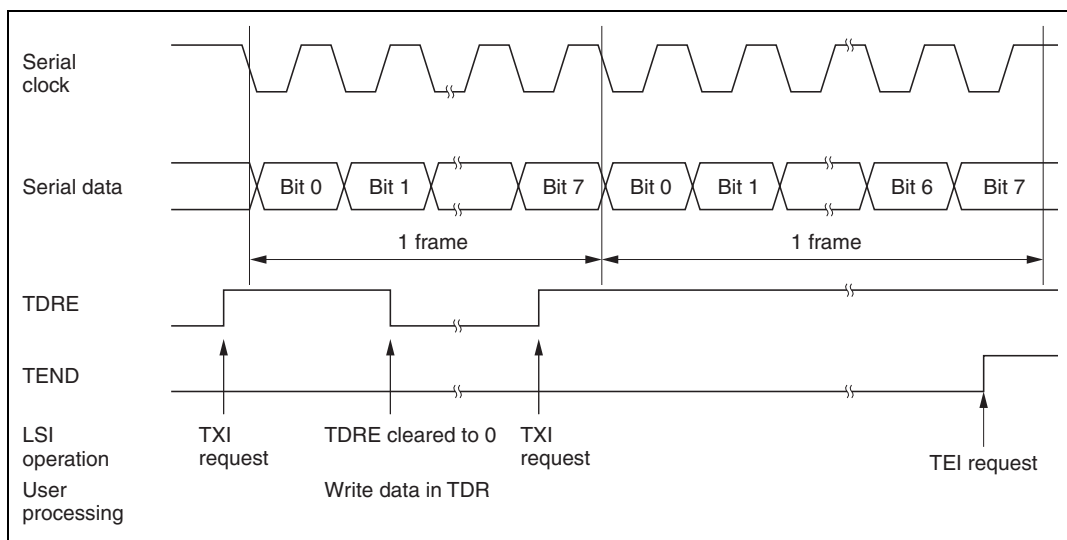 Serial
clock
Serial data
Bit 0
Bit 1
Bit 7
Bit 0
Bit 1
Bit 6
Bit 7
1 frame
1 frame
TDRE
TEND
LSI
operation
TXI
request
TDRE cleared to 0
TXI
request
TEI request
User
processing
Write data in TDR